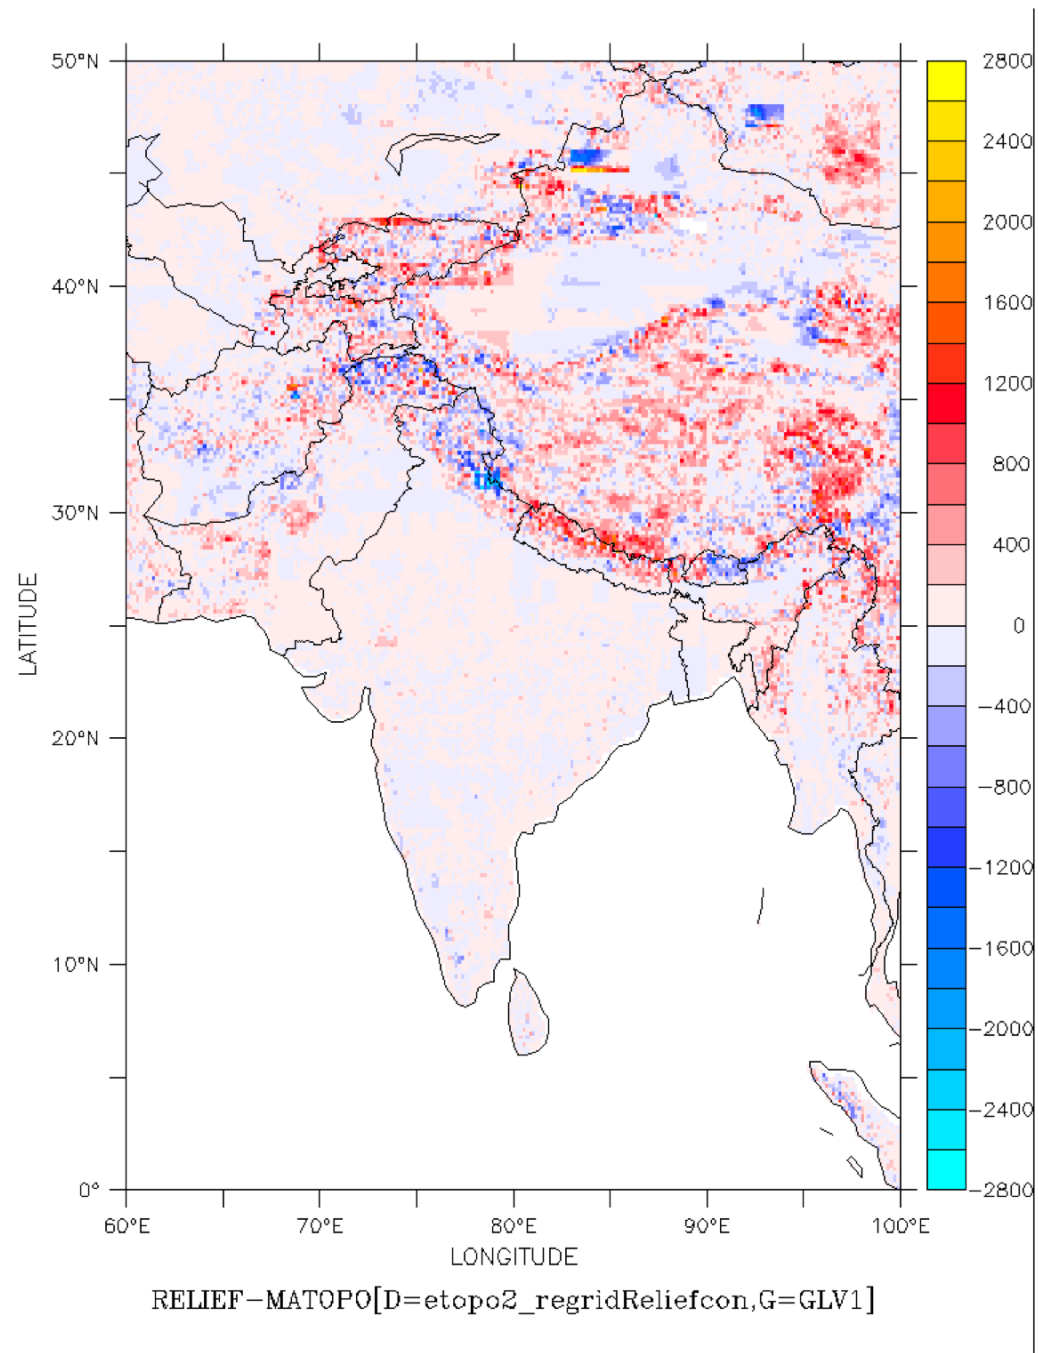 50°N
40°N
30°N
20°N
10°N
0°
LATITUDE
60°E 70°E 80°E 90°E 100°E
LONGITUDE
2800
2400
2000
1600
1200
800
400
0
−400
−800
−1200
−1600
−2000
−2400
−2800
RELIEF−MATOPO[D=etopo2_regridReliefcon,G=GLV1]